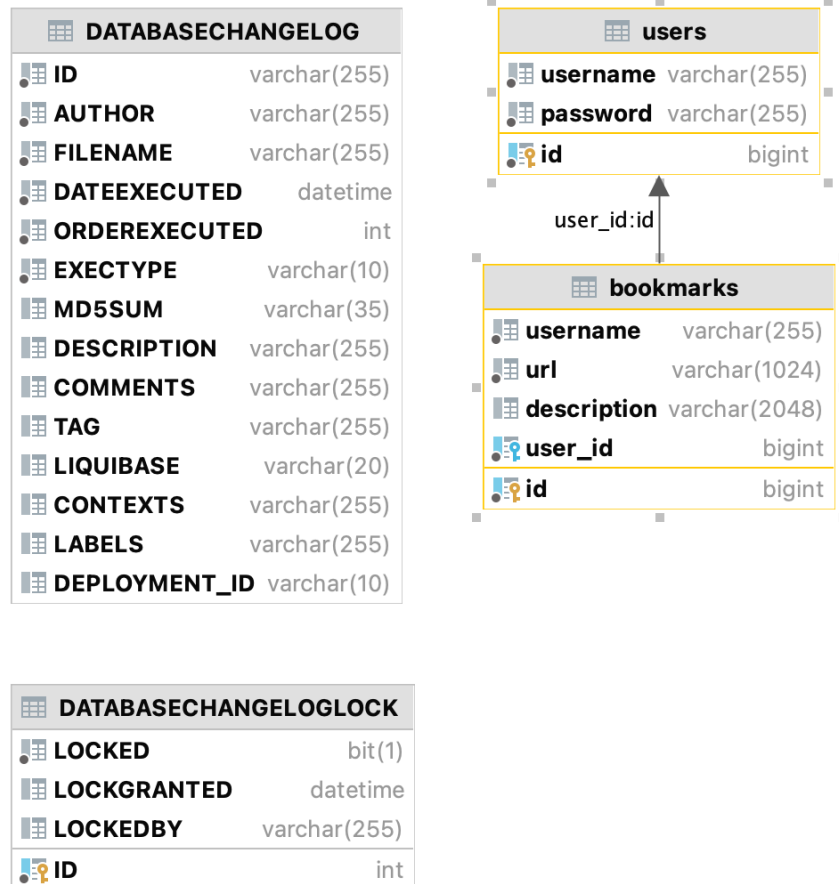 DATABASECHANGELOG
ID varchar(255)
AUTHOR varchar(255)
FILENAME varchar(255)
DATEEXECUTED datetime
ORDEREXECUTED int
EXECTYPE varchar(10)
MD5SUM varchar(35)
DESCRIPTION varchar(255)
COMMENTS varchar(255)
TAG varchar(255)
LIQUIBASE varchar(20)
CONTEXTS varchar(255)
LABELS varchar(255)
DEPLOYMENT_ID varchar(10)
users
username varchar(255)
password varchar(255)
id bigint
user_id:id
bookmarks
username varchar(255)
url varchar(1024)
description varchar(2048)
user_id bigint
id bigint
DATABASECHANGELOGLOCK
LOCKED bit(1)
LOCKGRANTED datetime
LOCKEDBY varchar(255)
ID int